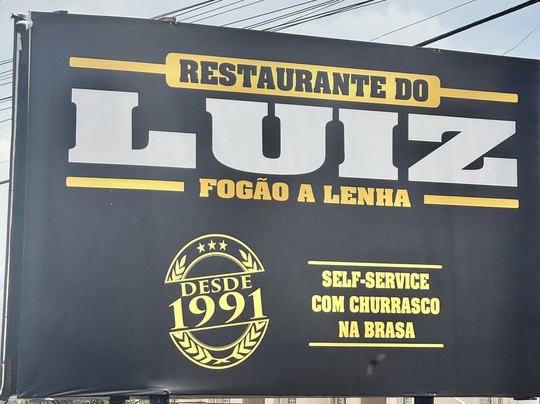 RESTAURANTE DO
LUIZ
FOGÃO A LENHA
DESDE
1991
SELF-SERVICE
COM CHURRASCO
NA BRASA